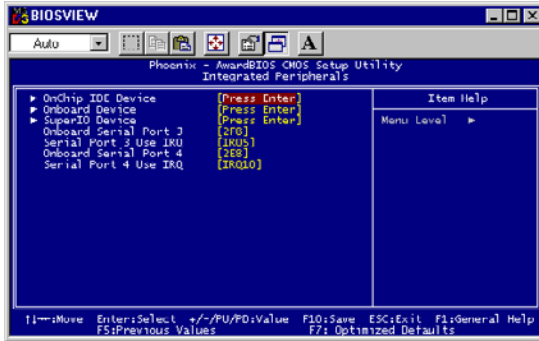 BIOSVIEW
Auto
A
Phoenix - AwardBIOS CMOS Setup Utility
Integrated Peripherals
► OnChip IDE Device [Press Enter]
► Onboard Device [Press Enter]
► SuperIO Device [Press Enter]
Onboard Serial Port 3
Serial Port 3 Use IRQ [IRQ5]
Onboard Serial Port 4 [2E8]
Serial Port 4 Use IRQ [IRQ10]
Item Help
Menu Level ►
↑↓→←:Move Enter:Select +/-/PU/PD:Value F10:Save ESC:Exit F1:General Help
F5:Previous Values F7: Optimized Defaults